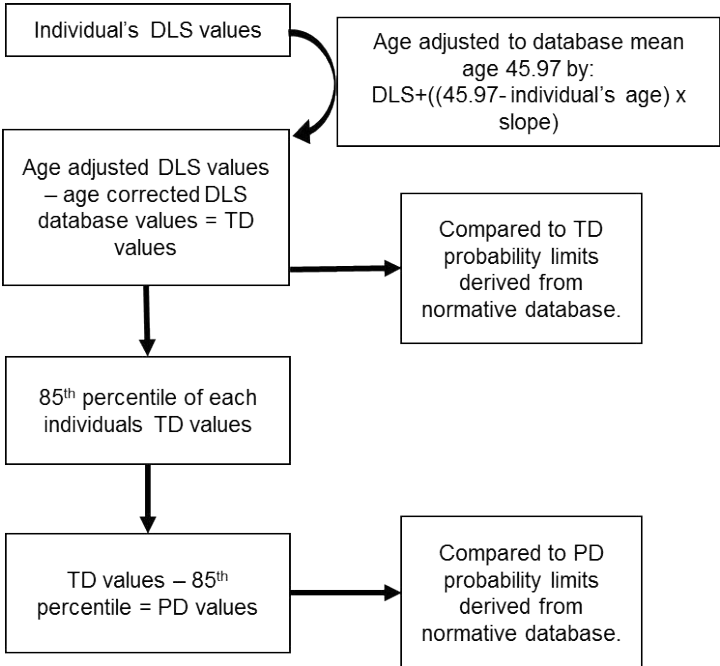 Individual's DLS values
Age adjusted to database mean
age 45.97 by:
DLS+((45.97- individual's age) x
slope)
Age adjusted DLS values
– age corrected DLS
database values = TD
values
Compared to TD
probability limits
derived from
normative database.
85th percentile of each
individuals TD values
TD values – 85th
percentile = PD values
Compared to PD
probability limits
derived from
normative database.